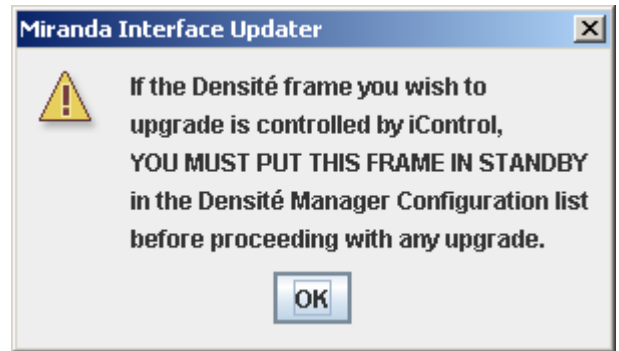 Miranda Interface Updater
If the Densité frame you wish to
upgrade is controlled by iControl,
YOU MUST PUT THIS FRAME IN STANDBY
in the Densité Manager Configuration list
before proceeding with any upgrade.
OK